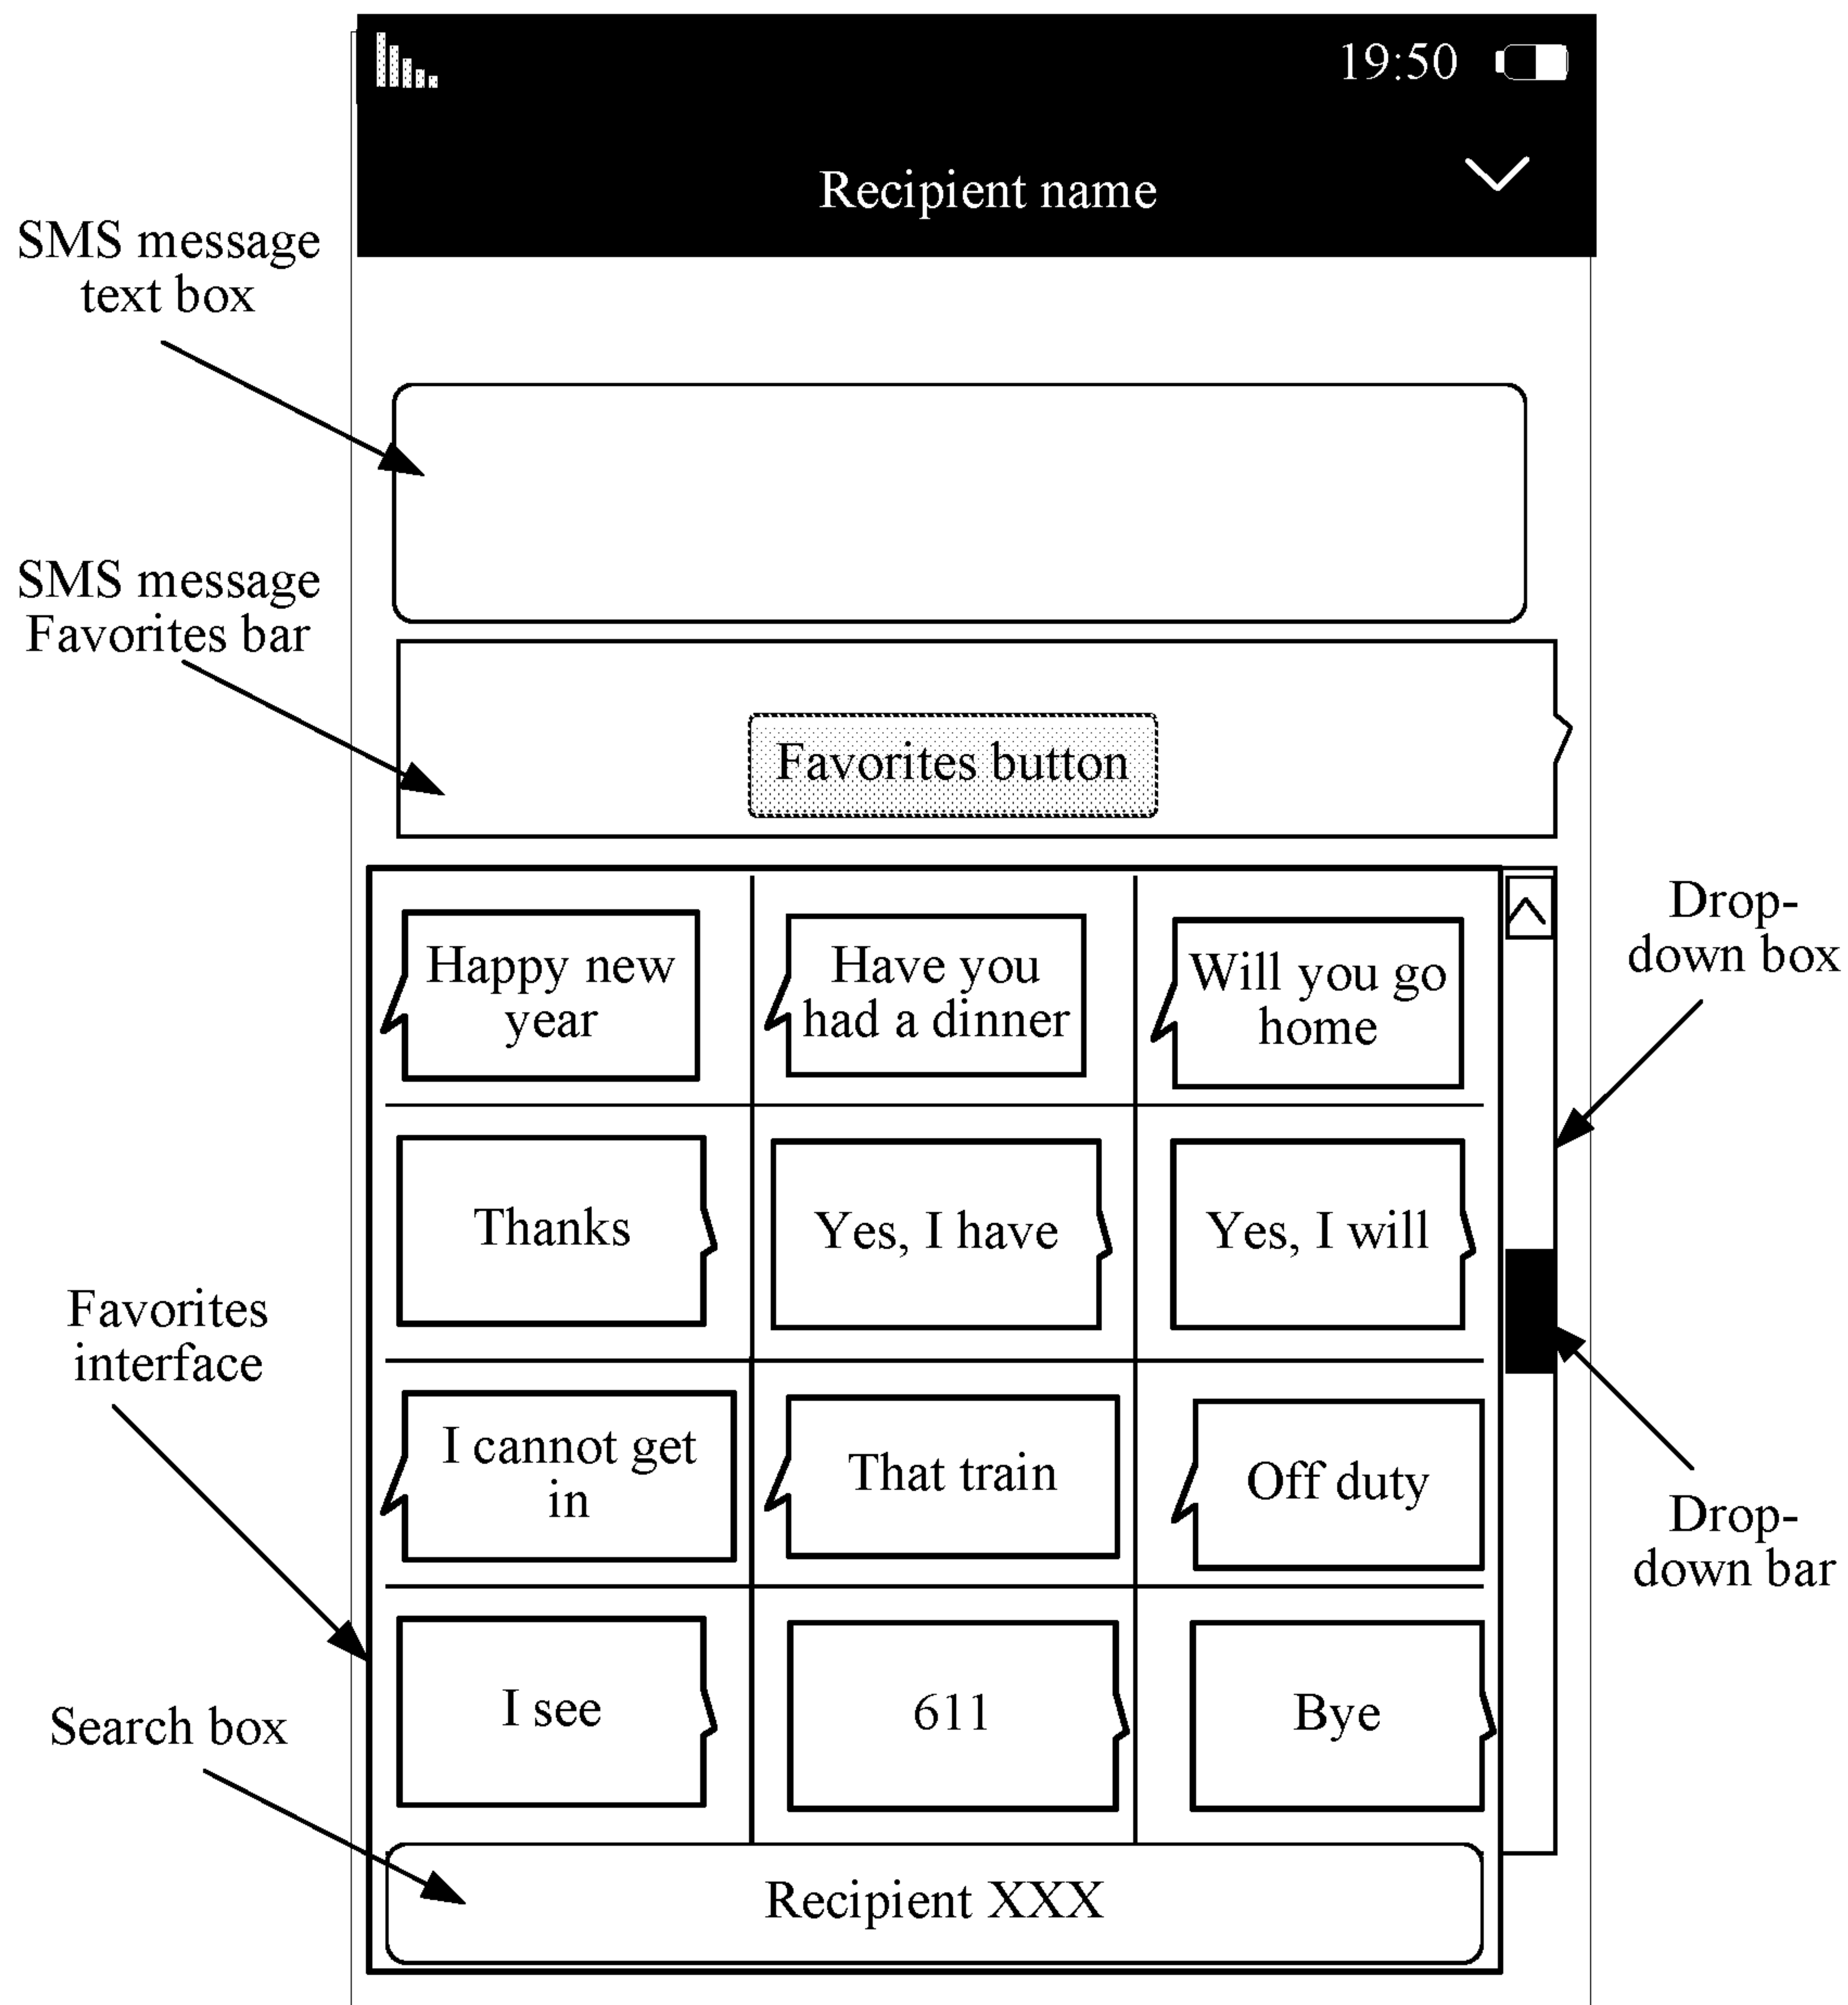 19:50
Recipient name
SMS message
text box
SMS message
Favorites bar
Favorites button
Drop-
down box
Happy new
year
Have you
had a dinner
Will you go
home
Thanks
Yes, I have
Yes, I will
Favorites
interface
I cannot get
in
That train
Off duty
Drop-
down bar
I see
611
Bye
Search box
Recipient XXX